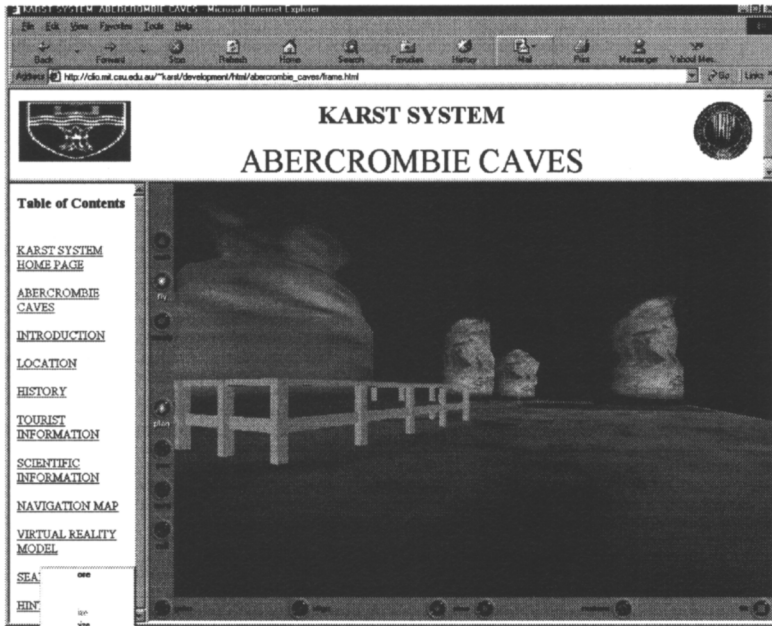 KARST SYSTEM ABERCROMBIE CAVES - Microsoft Internet Explorer
File Edit View Favorites Tools Help
Back Forward Stop Refresh Home Search Favorites History Mail Print Messenger Yahoo! Mes...
Address http://clio.mit.csu.edu.au/~karst/development/html/abercrombie_caves/frame.html Go Links
KARST SYSTEM
ABERCROMBIE CAVES
Table of Contents
KARST SYSTEM
HOME PAGE
ABERCROMBIE
CAVES
INTRODUCTION
LOCATION
HISTORY
TOURIST
INFORMATION
SCIENTIFIC
INFORMATION
NAVIGATION MAP
VIRTUAL REALITY
MODEL
SEA
ore
HIN
fly
plan